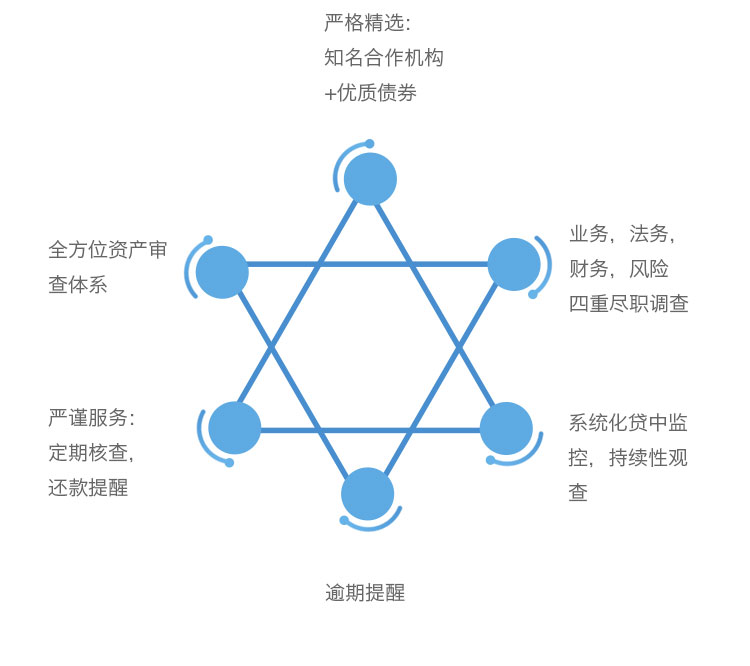 严格精选：
知名合作机构
+优质债券
业务，法务，
财务，风险
四重尽职调查
全方位资产审
查体系
系统化贷中监
控，持续性观
查
严谨服务：
定期核查，
还款提醒
逾期提醒